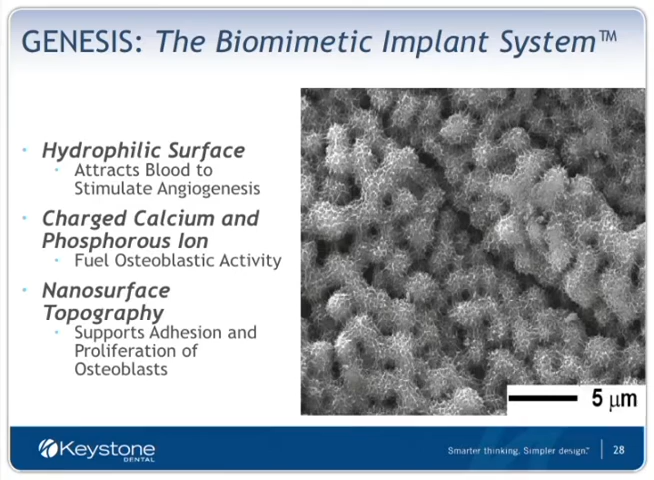 GENESIS: The Biomimetic Implant System™
· Hydrophilic Surface
· Attracts Blood to
Stimulate Angiogenesis
· Charged Calcium and
Phosphorous Ion
· Fuel Osteoblastic Activity
· Nanosurface
Topography
· Supports Adhesion and
Proliferation of
Osteoblasts
5 μm
Keystone
DENTAL
Smarter thinking. Simpler design.™
28